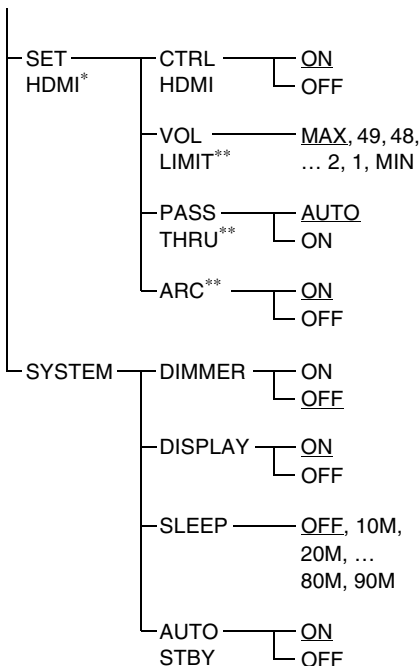 SET HDMI*
CTRL HDMI
ON
OFF
VOL LIMIT**
MAX, 49, 48,
… 2, 1, MIN
PASS THRU**
AUTO
ON
ARC**
ON
OFF
SYSTEM
DIMMER
ON
OFF
DISPLAY
ON
OFF
SLEEP
OFF, 10M,
20M, …
80M, 90M
AUTO STBY
ON
OFF